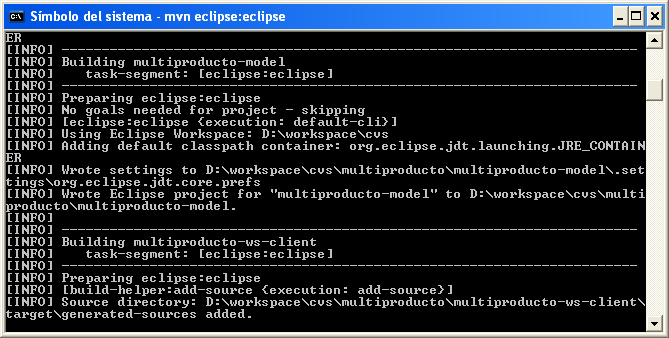 Símbolo del sistema - mvn eclipse:eclipse
ER
[INFO] ------------------------------------------------------------------------
[INFO] Building multiproducto-model
[INFO]    task-segment: [eclipse:eclipse]
[INFO] ------------------------------------------------------------------------
[INFO] Preparing eclipse:eclipse
[INFO] No goals needed for project - skipping
[INFO] [eclipse:eclipse {execution: default-cli}]
[INFO] Using Eclipse Workspace: D:\workspace\cvs
[INFO] Adding default classpath container: org.eclipse.jdt.launching.JRE_CONTAIN
ER
[INFO] Wrote settings to D:\workspace\cvs\multiproducto\multiproducto-model\.set
tings\org.eclipse.jdt.core.prefs
[INFO] Wrote Eclipse project for "multiproducto-model" to D:\workspace\cvs\multi
producto\multiproducto-model.
[INFO]
[INFO] ------------------------------------------------------------------------
[INFO] Building multiproducto-ws-client
[INFO]    task-segment: [eclipse:eclipse]
[INFO] ------------------------------------------------------------------------
[INFO] Preparing eclipse:eclipse
[INFO] [build-helper:add-source {execution: add-source}]
[INFO] Source directory: D:\workspace\cvs\multiproducto\multiproducto-ws-client\
target\generated-sources added.